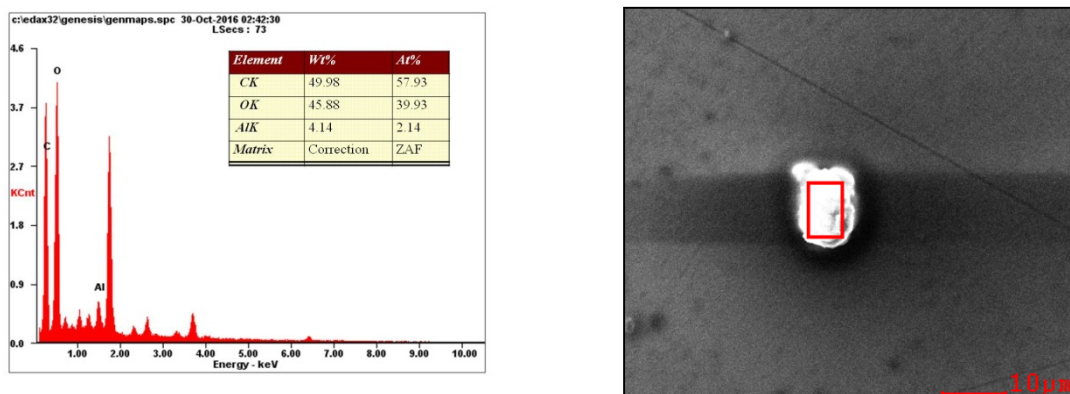 c:\edax32\genesis\genmaps.spc 30-Oct-2016 02:42:30
LSecs : 73
4.6
3.7
2.7
KCnt
1.8
0.9
0.0
O
C
Al
Element Wt% At%
CK 49.98 57.93
OK 45.88 39.93
AlK 4.14 2.14
Matrix Correction ZAF
1.00 2.00 3.00 4.00 5.00 6.00 7.00 8.00 9.00 10.00
Energy - keV
10µm